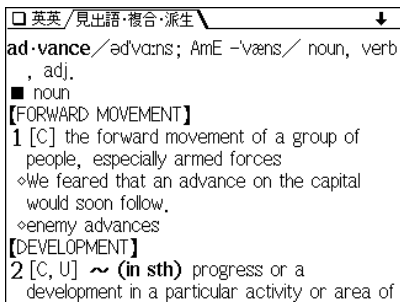 英英/見出語·複合·派生 ↓
ad·vance/ədˈvɑːns; AmE –ˈvæns/ noun, verb
, adj.
■ noun
【FORWARD MOVEMENT】
1 [C] the forward movement of a group of
people, especially armed forces
◇We feared that an advance on the capital
would soon follow.
◇enemy advances
【DEVELOPMENT】
2 [C, U] ~ (in sth) progress or a
development in a particular activity or area of